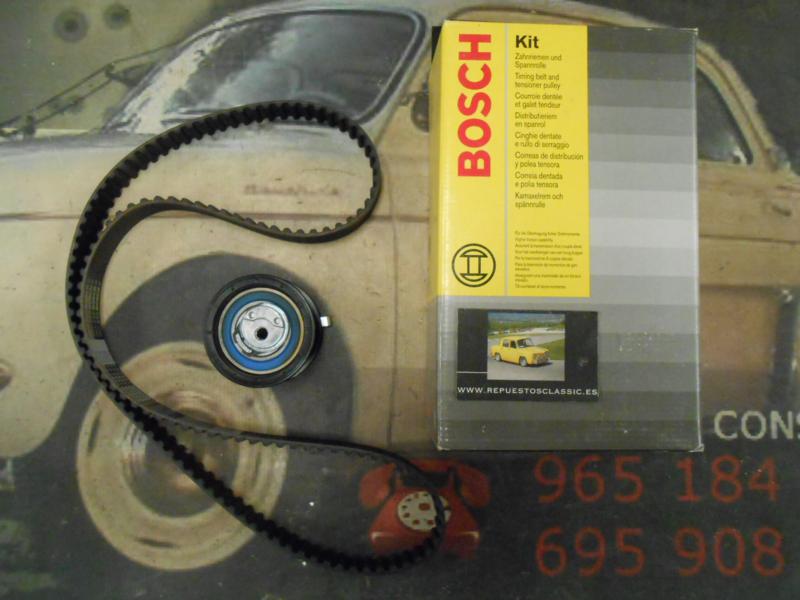 BOSCH
Kit
Zahnriemen und
Spannrolle
Timing belt and
tensioner pulley
Courroie dentée
et galet tendeur
Distributieriem
en spanrol
Cinghie dentate
e rullo di serraggio
Correas de distribución
y polea tensora
Correia dentada
e polia tensora
Kamaxelrem och
spännrulle
WWW.REPUESTOSCLASSIC.ES
CONS
965 184
695 908